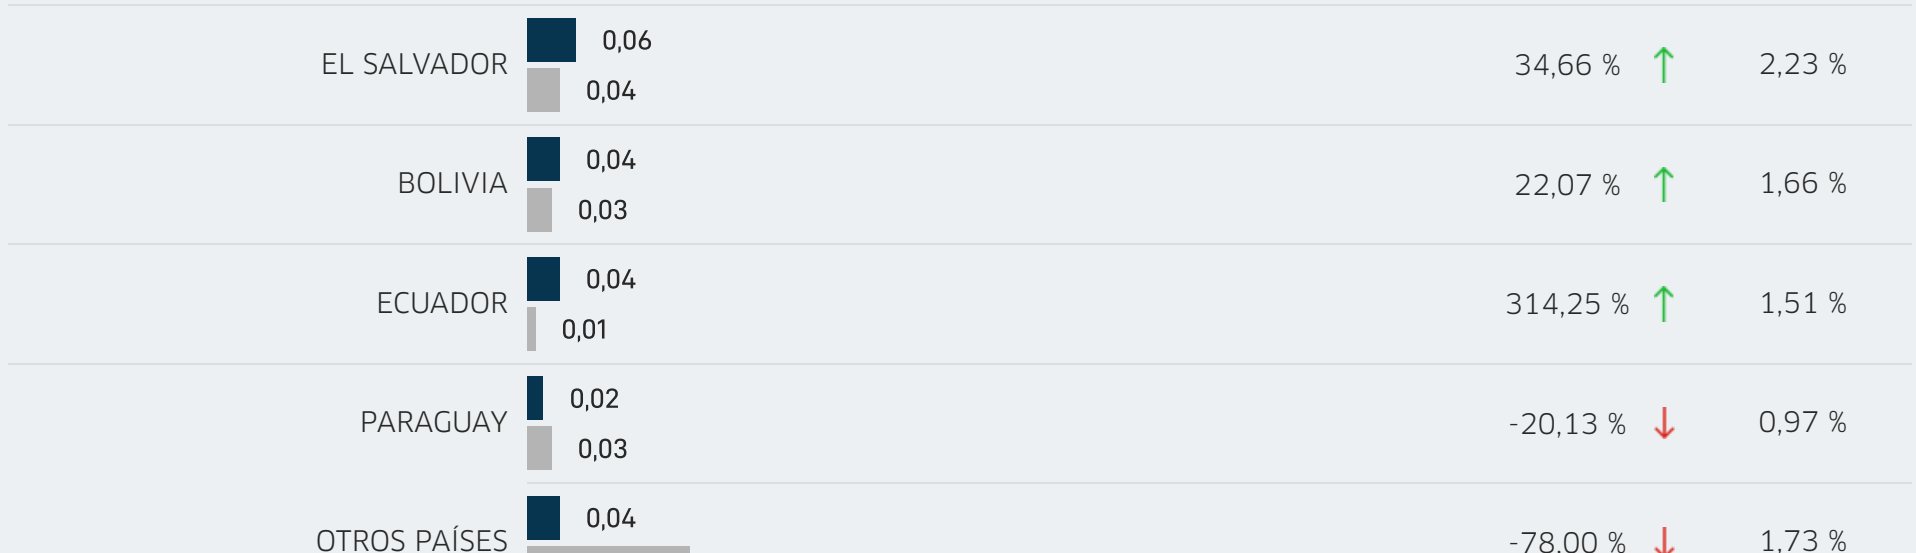 EL SALVADOR 0,06 0,04 34,66 % ↑ 2,23 %
BOLIVIA 0,04 0,03 22,07 % ↑ 1,66 %
ECUADOR 0,04 0,01 314,25 % ↑ 1,51 %
PARAGUAY 0,02 0,03 -20,13 % ↓ 0,97 %
OTROS PAÍSES 0,04 -78,00 % ↓ 1,73 %